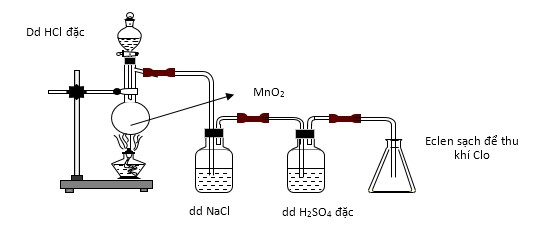 Dd HCl đặc
MnO₂
Eclen sạch để thu
khí Clo
dd NaCl
dd H₂SO₄ đặc